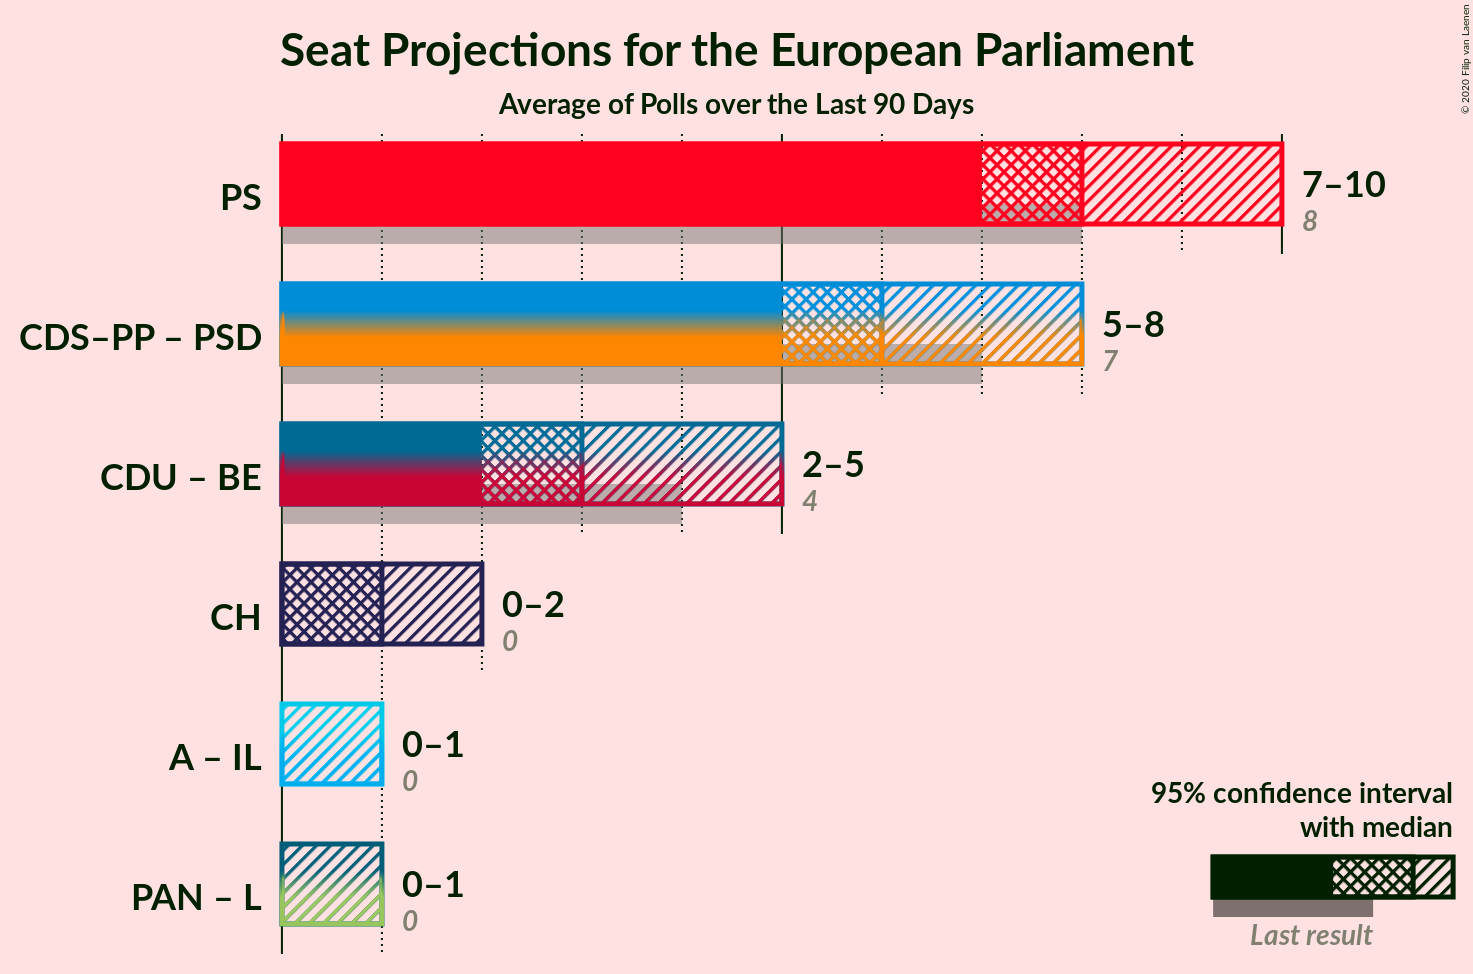 Seat Projections for the European Parliament
Average of Polls over the Last 90 Days
© 2020 Filip van Laenen
PS
7–10
8
CDS–PP – PSD
5–8
7
CDU – BE
2–5
4
CH
0–2
0
A – IL
0–1
0
PAN – L
0–1
0
95% confidence interval
with median
Last result